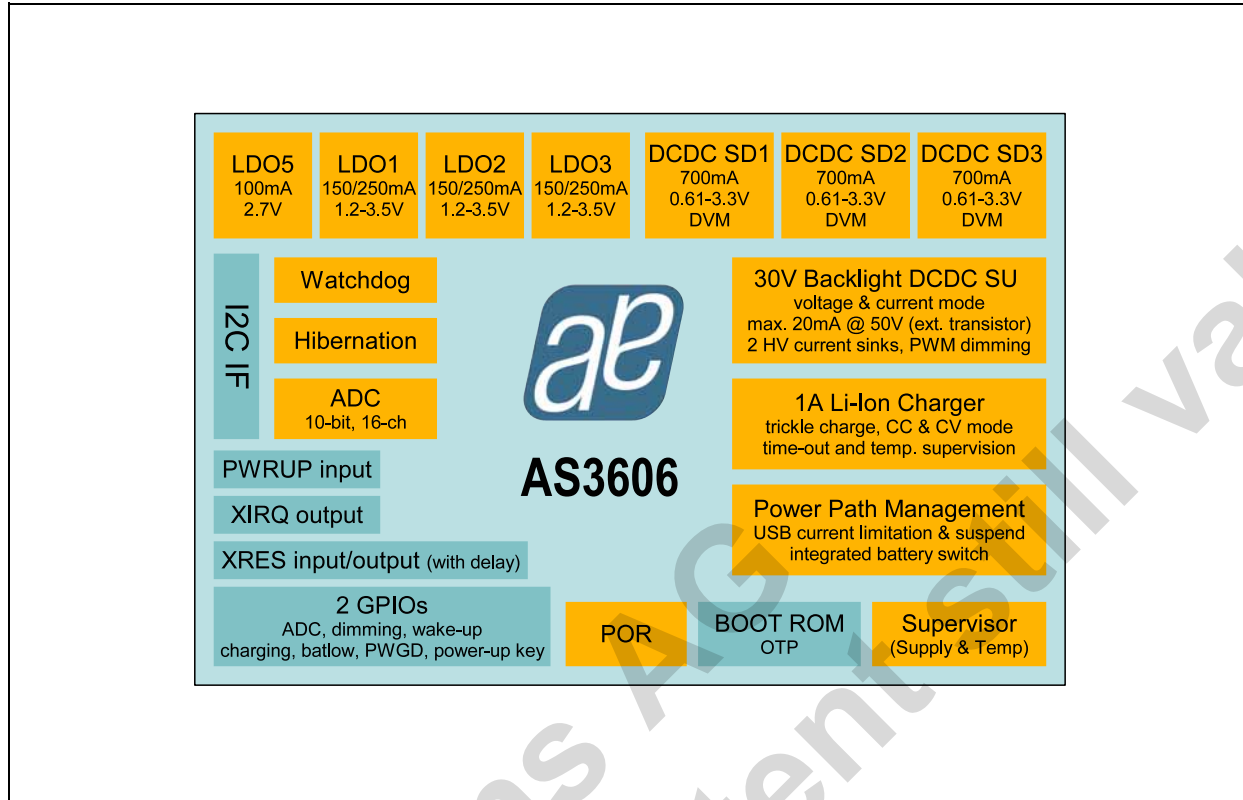 LDO5
100mA
2.7V
LDO1
150/250mA
1.2-3.5V
LDO2
150/250mA
1.2-3.5V
LDO3
150/250mA
1.2-3.5V
DCDC SD1
700mA
0.61-3.3V
DVM
DCDC SD2
700mA
0.61-3.3V
DVM
DCDC SD3
700mA
0.61-3.3V
DVM
I2C IF
Watchdog
Hibernation
ADC
10-bit, 16-ch
PWRUP input
XIRQ output
XRES input/output (with delay)
2 GPIOs
ADC, dimming, wake-up
charging, batlow, PWGD, power-up key
ae
AS3606
30V Backlight DCDC SU
voltage & current mode
max. 20mA @ 50V (ext. transistor)
2 HV current sinks, PWM dimming
1A Li-Ion Charger
trickle charge, CC & CV mode
time-out and temp. supervision
Power Path Management
USB current limitation & suspend
integrated battery switch
POR
BOOT ROM
OTP
Supervisor
(Supply & Temp)
AG
still